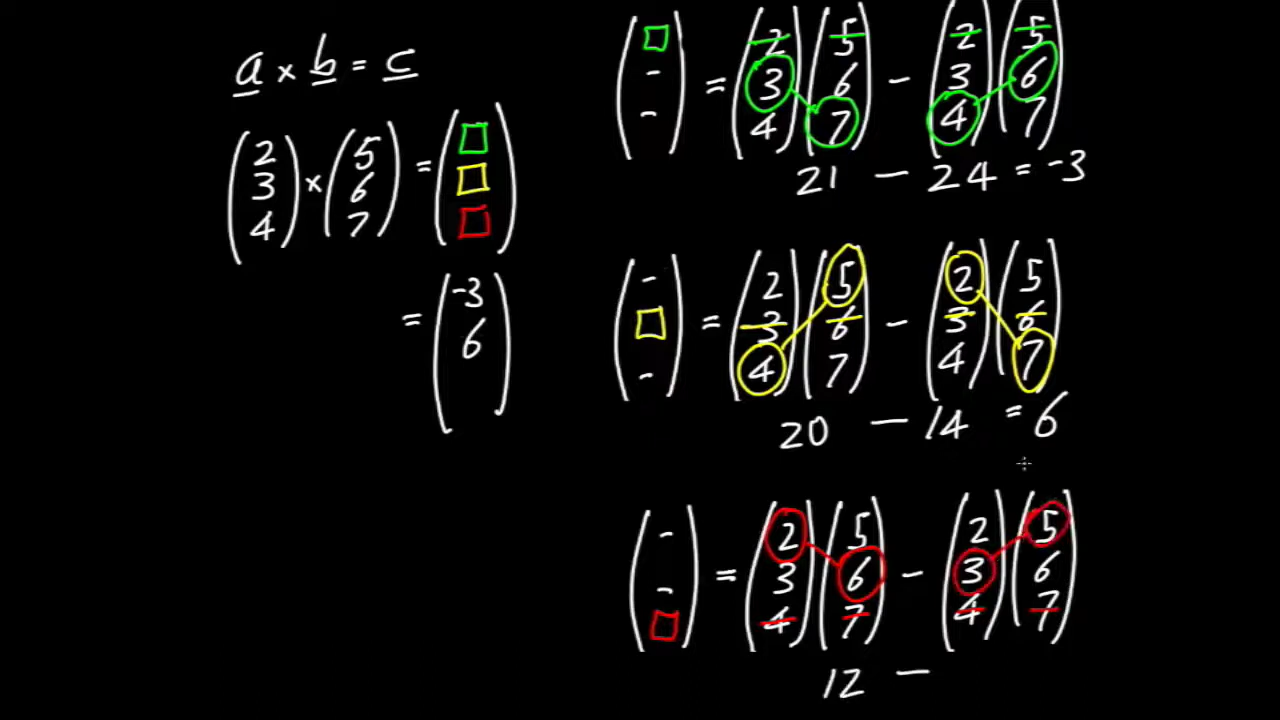 a × b = c
(2 3 4) × (5 6 7) = (□ □ □)
= (-3 6 )
(□ - -) = (2 3 4)(5 6 7) − (2 3 4)(5 6 7)
21 − 24 = -3
(- □ -) = (2 3 4)(5 6 7) − (2 3 4)(5 6 7)
20 − 14 = 6
(- - □) = (2 3 4)(5 6 7) − (2 3 4)(5 6 7)
12 −